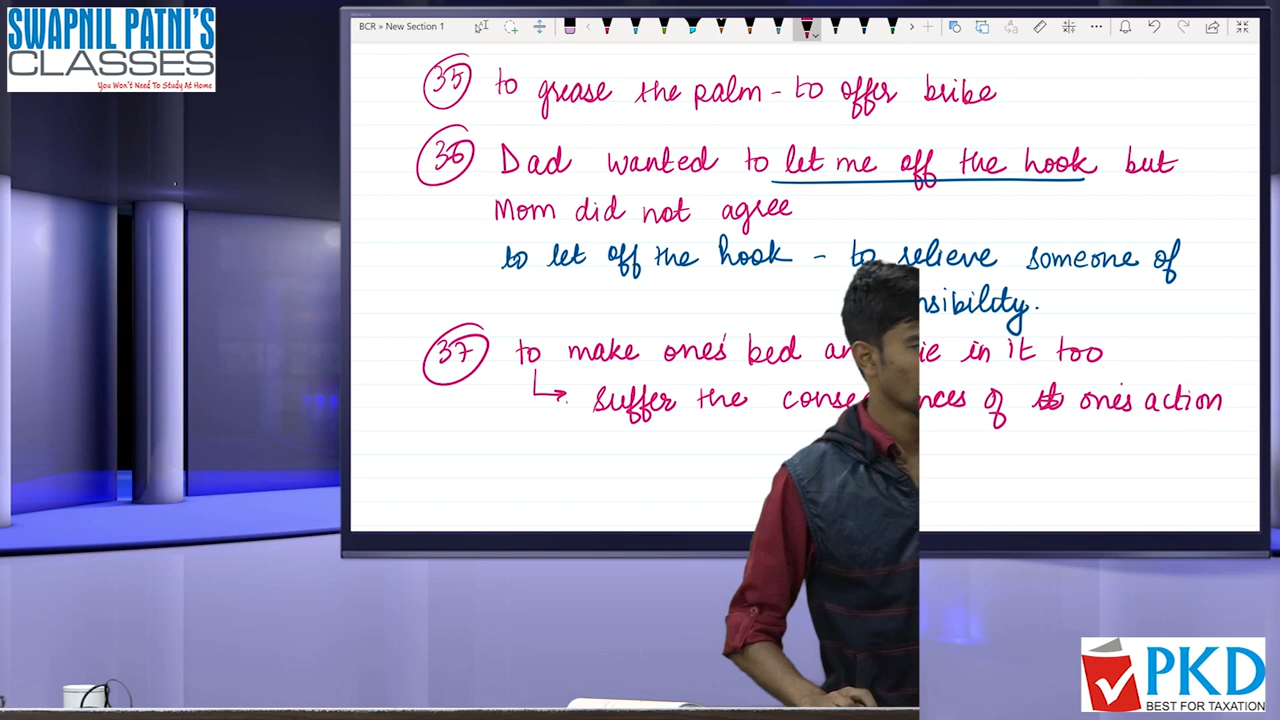 SWAPNIL PATNI'S
CLASSES
You Won't Need To Study At Home
BCR » New Section 1
35 to grease the palm - to offer bribe
36 Dad wanted to let me off the hook but
Mom did not agree
to let off the hook - to relieve someone of
nsibility.
37 to make one's bed an ie in it too
suffer the conse nces of one's action
PKD
BEST FOR TAXATION